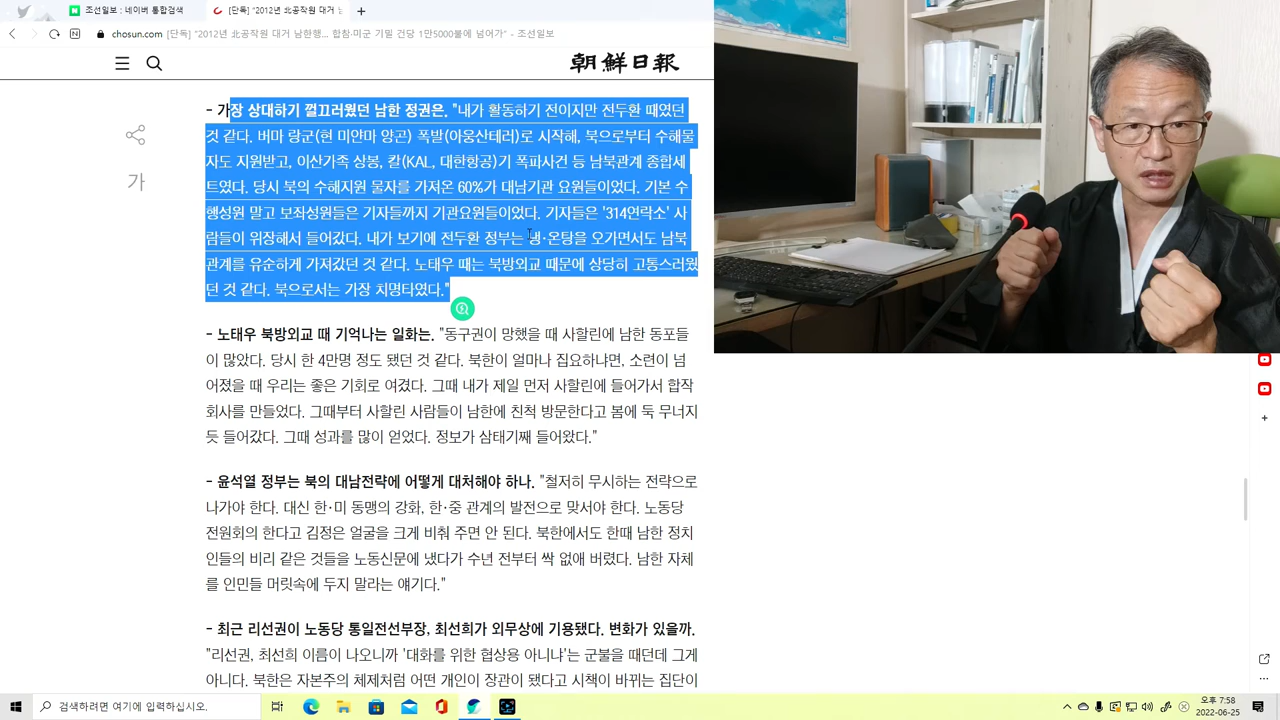 조선일보 : 네이버 통합검색
[단독] "2012년 北공작원 대거 남
chosun.com [단독] "2012년 北공작원 대거 남한행... 합참·미군 기밀 건당 1만5000불에 넘어가" - 조선일보
朝鮮日報
- 가장 상대하기 껄끄러웠던 남한 정권은. "내가 활동하기 전이지만 전두환 때였던
것 같다. 버마 랑군(현 미얀마 양곤) 폭발(아웅산테러)로 시작해, 북으로부터 수해물
자도 지원받고, 이산가족 상봉, 칼(KAL, 대한항공)기 폭파사건 등 남북관계 종합세
트였다. 당시 북의 수해지원 물자를 가져온 60%가 대남기관 요원들이었다. 기본 수
가
행성원 말고 보좌성원들은 기자들까지 기관요원들이었다. 기자들은 '314연락소' 사
람들이 위장해서 들어갔다. 내가 보기에 전두환 정부는 냉·온탕을 오가면서도 남북
관계를 유순하게 가져갔던 것 같다. 노태우 때는 북방외교 때문에 상당히 고통스러웠
던 것 같다. 북으로서는 가장 치명타였다."
- 노태우 북방외교 때 기억나는 일화는. "동구권이 망했을 때 사할린에 남한 동포들
이 많았다. 당시 한 4만명 정도 됐던 것 같다. 북한이 얼마나 집요하냐면, 소련이 넘
어졌을 때 우리는 좋은 기회로 여겼다. 그때 내가 제일 먼저 사할린에 들어가서 합작
회사를 만들었다. 그때부터 사할린 사람들이 남한에 친척 방문한다고 봄에 둑 무너지
듯 들어갔다. 그때 성과를 많이 얻었다. 정보가 삼태기째 들어왔다."
- 윤석열 정부는 북의 대남전략에 어떻게 대처해야 하나. "철저히 무시하는 전략으로
나가야 한다. 대신 한·미 동맹의 강화, 한·중 관계의 발전으로 맞서야 한다. 노동당
전원회의 한다고 김정은 얼굴을 크게 비춰 주면 안 된다. 북한에서도 한때 남한 정치
인들의 비리 같은 것들을 노동신문에 냈다가 수년 전부터 싹 없애 버렸다. 남한 자체
를 인민들 머릿속에 두지 말라는 얘기다."
- 최근 리선권이 노동당 통일전선부장, 최선희가 외무상에 기용됐다. 변화가 있을까.
"리선권, 최선희 이름이 나오니까 '대화를 위한 협상용 아니냐'는 군불을 때던데 그게
아니다. 북한은 자본주의 체제처럼 어떤 개인이 장관이 됐다고 시책이 바뀌는 집단이
검색하려면 여기에 입력하십시오.
오후 7:58
2022-06-25